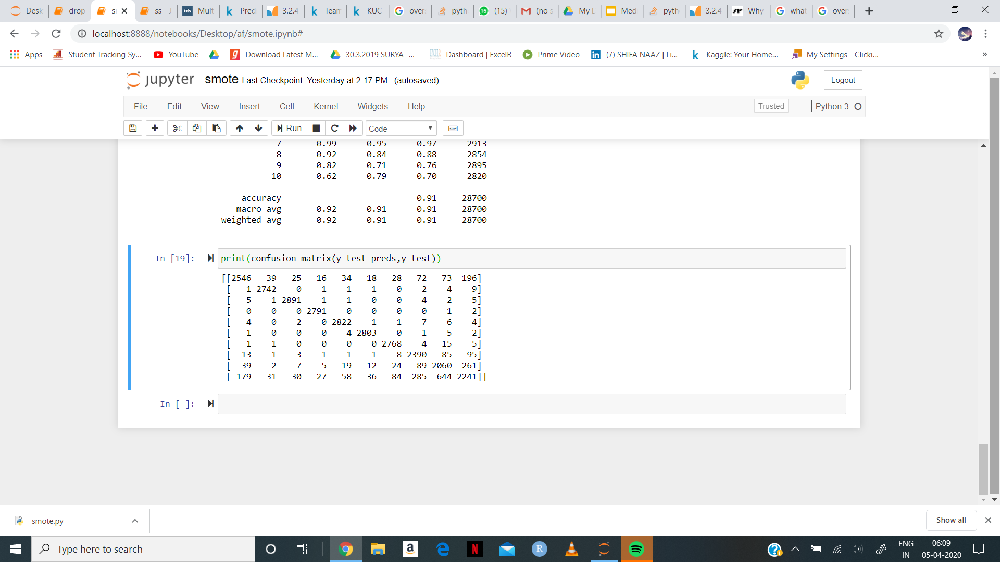 Desk
drop
s
ss - J
tds Mult
Pred
3.2.4
Team
KUC
over
pyth
15 (15)
(no s
My D
Med
pyth
3.2.4
Why
what
over
localhost:8888/notebooks/Desktop/af/smote.ipynb#
Apps Student Tracking Sy... YouTube Download Latest M... 30.3.2019 SURYA -... Dashboard | ExcelR Prime Video (7) SHIFA NAAZ | Li... Kaggle: Your Home... My Settings - Clicki... »
jupyter smote Last Checkpoint: Yesterday at 2:17 PM (autosaved) Logout
File Edit View Insert Cell Kernel Widgets Help Trusted Python 3
Run Code
7 0.99 0.95 0.97 2913
8 0.92 0.84 0.88 2854
9 0.82 0.71 0.76 2895
10 0.62 0.79 0.70 2820
accuracy 0.91 28700
macro avg 0.92 0.91 0.91 28700
weighted avg 0.92 0.91 0.91 28700
In [19]: print(confusion_matrix(y_test_preds,y_test))
[[2546 39 25 16 34 18 28 72 73 196]
[ 1 2742 0 1 1 1 0 2 4 9]
[ 5 1 2891 1 1 0 0 4 2 5]
[ 0 0 0 2791 0 0 0 0 1 2]
[ 4 0 2 0 2822 1 1 7 6 4]
[ 1 0 0 0 4 2803 0 1 5 2]
[ 1 1 0 0 0 0 2768 4 15 5]
[ 13 1 3 1 1 1 8 2390 85 95]
[ 39 2 7 5 19 12 24 89 2060 261]
[ 179 31 30 27 58 36 84 285 644 2241]]
In [ ]:
smote.py Show all
Type here to search
ENG 06:09
IN 05-04-2020